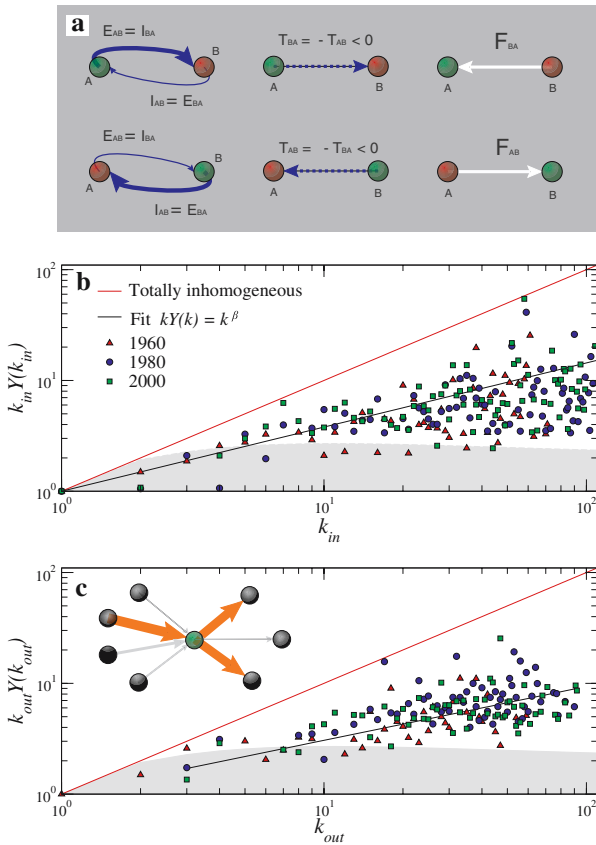 a
E_AB = I_BA
B
A
I_AB = E_BA
T_BA = - T_AB < 0
A
B
F_BA
A
B
E_AB = I_BA
B
A
I_AB = E_BA
T_AB = - T_BA < 0
A
B
F_AB
A
B
b
Totally inhomogeneous
Fit kY(k) = k^β
1960
1980
2000
10^2
10^1
10^0
k_in Y(k_in)
10^0 10^1 10^2
k_in
c
10^2
10^1
10^0
k_out Y(k_out)
10^0 10^1 10^2
k_out